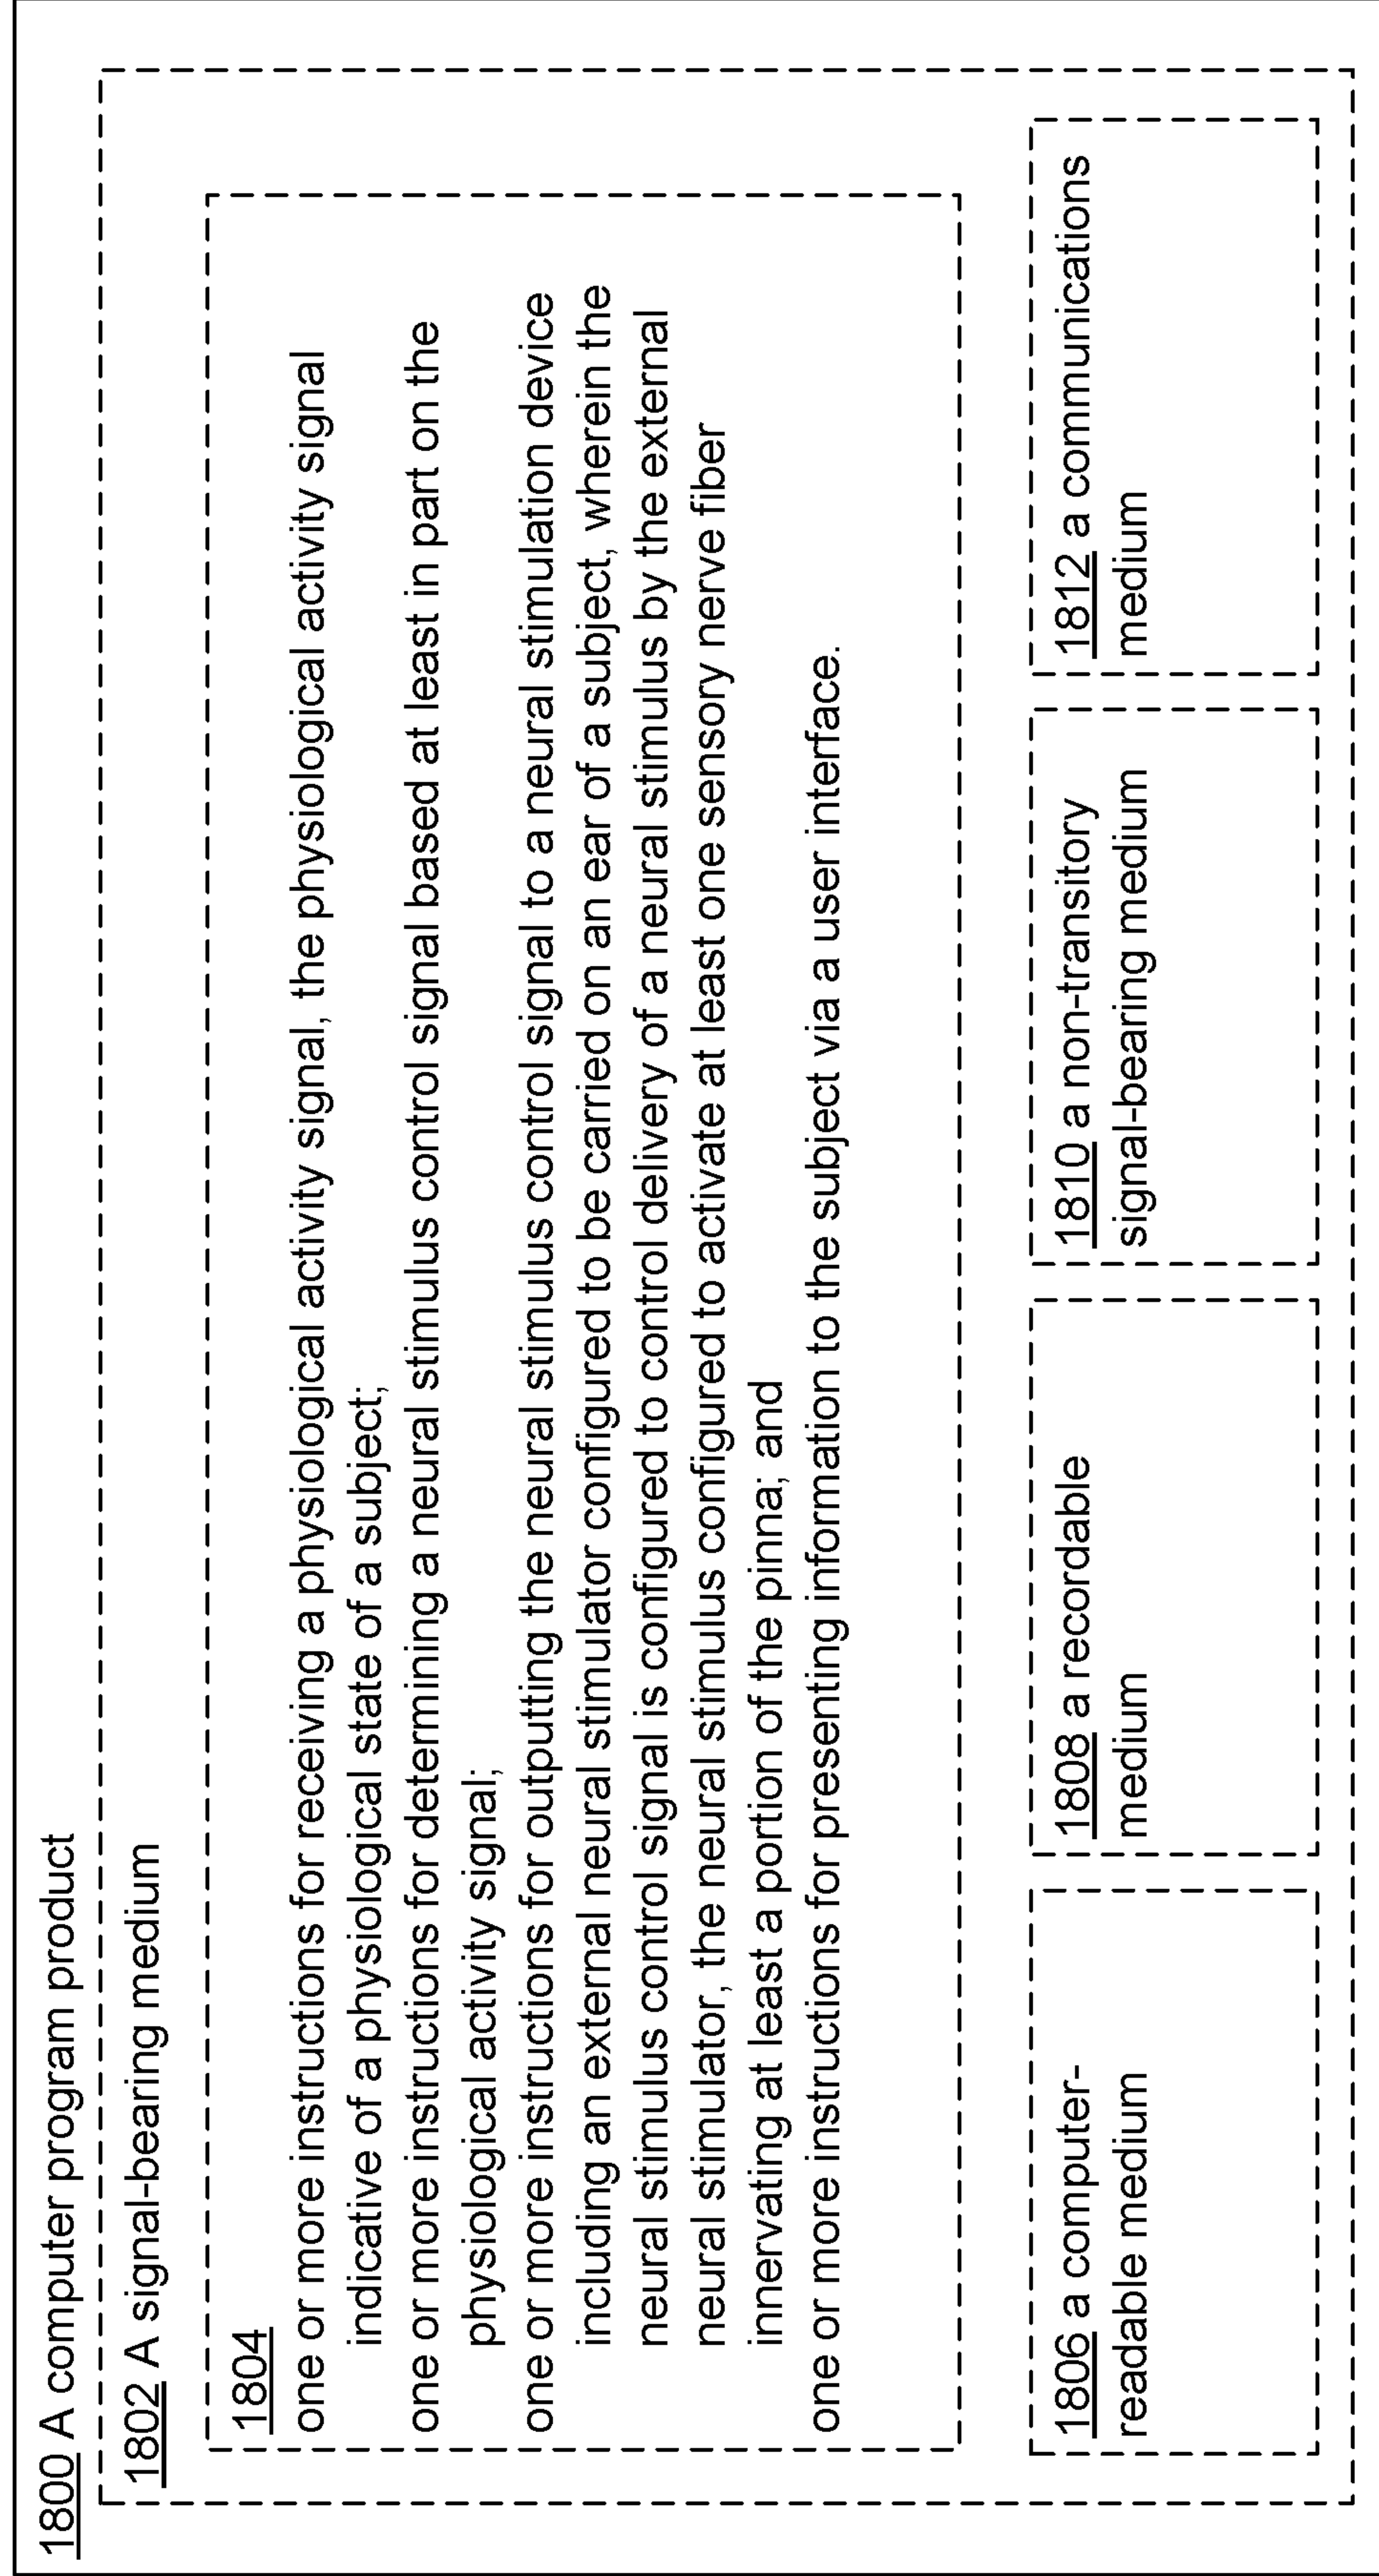 1800 A computer program product
1802 A signal-bearing medium
1804
one or more instructions for receiving a physiological activity signal, the physiological activity signal
indicative of a physiological state of a subject;
one or more instructions for determining a neural stimulus control signal based at least in part on the
physiological activity signal;
one or more instructions for outputting the neural stimulus control signal to a neural stimulation device
including an external neural stimulator configured to be carried on an ear of a subject, wherein the
neural stimulus control signal is configured to control delivery of a neural stimulus by the external
neural stimulator, the neural stimulus configured to activate at least one sensory nerve fiber
innervating at least a portion of the pinna; and
one or more instructions for presenting information to the subject via a user interface.
1806 a computer-
readable medium
1808 a recordable
medium
1810 a non-transitory
signal-bearing medium
1812 a communications
medium